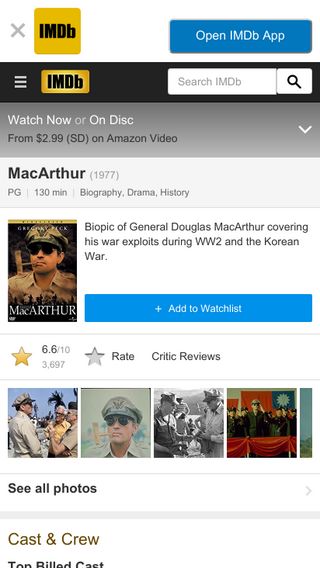 IMDb
Open IMDb App
IMDb
Search IMDb
Watch Now or On Disc
From $2.99 (SD) on Amazon Video
MacArthur (1977)
PG | 130 min | Biography, Drama, History
GREGORY PECK
MACARTHUR
Biopic of General Douglas MacArthur covering
his war exploits during WW2 and the Korean
War.
+ Add to Watchlist
6.6/10
3,697
Rate
Critic Reviews
See all photos
Cast & Crew
Top Billed Cast